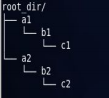 root_dir/
├── a1
│   └── b1
│       └── c1
└── a2
    └── b2
        └── c2